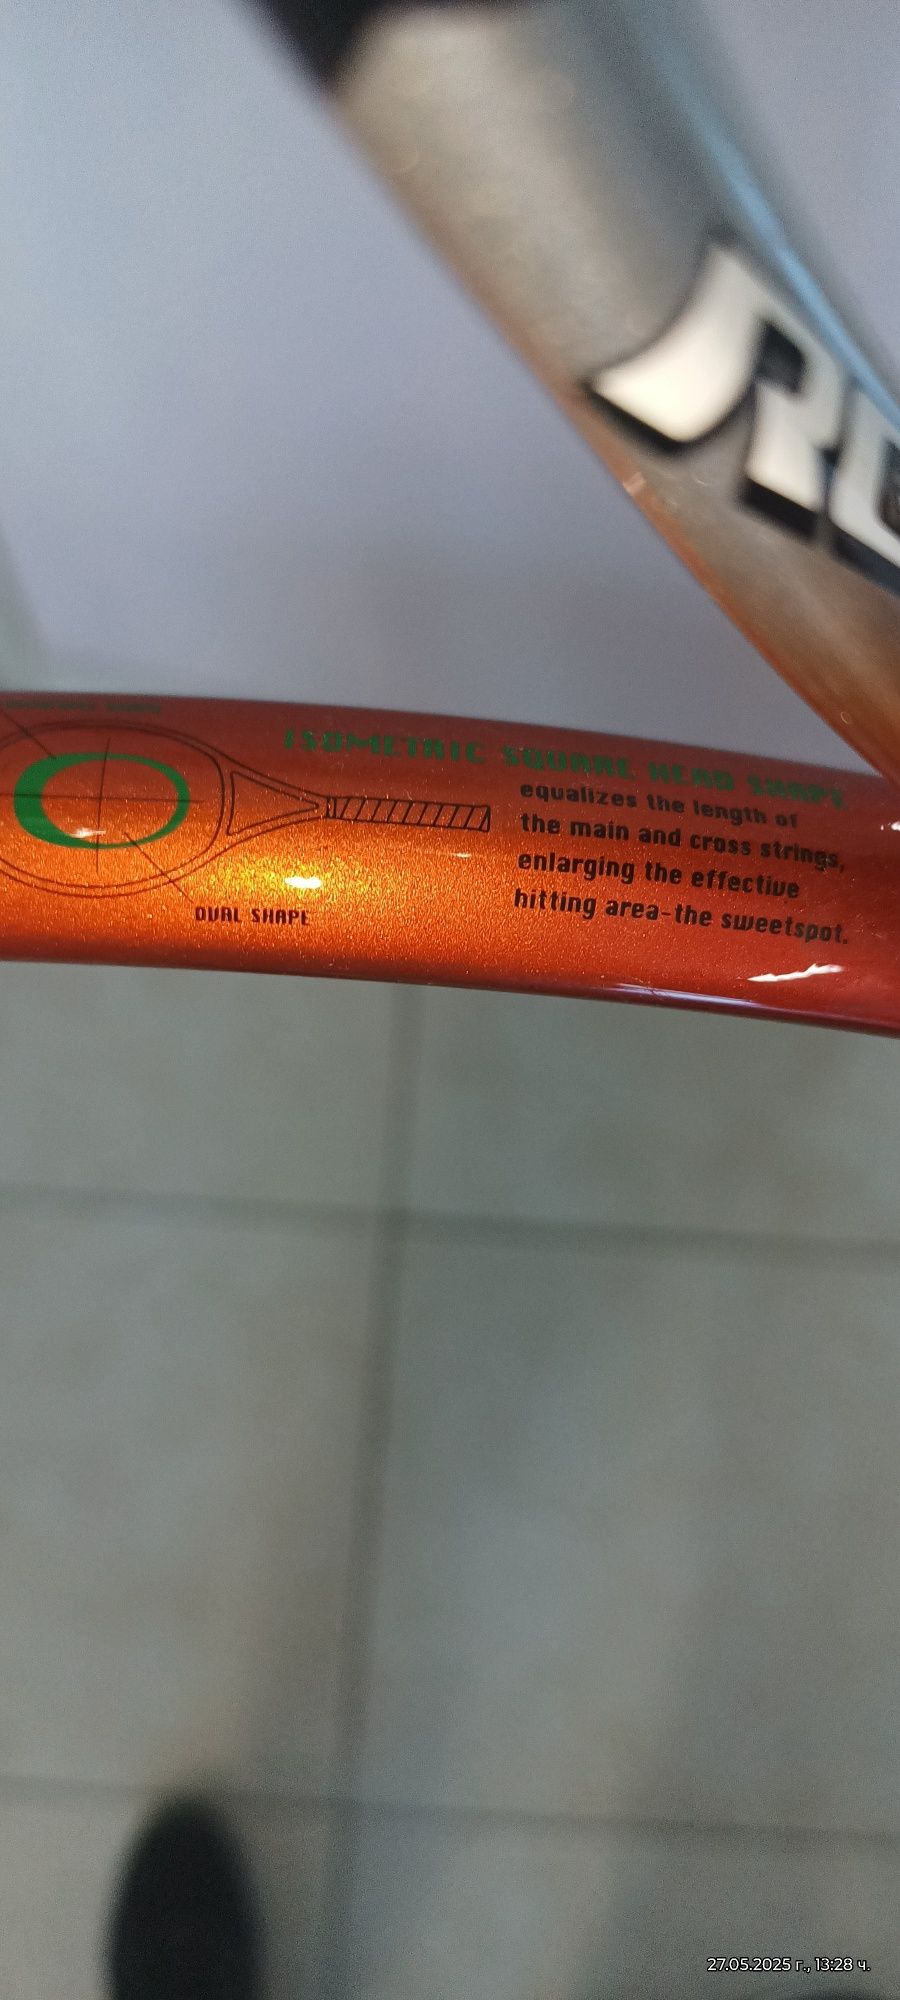 ISOMETRIC SQUARE HEAD SHAPE
equalizes the length of
the main and cross strings,
enlarging the effective
hitting area-the sweetspot.
OVAL SHAPE
27.05.2025 г., 13:28 ч.